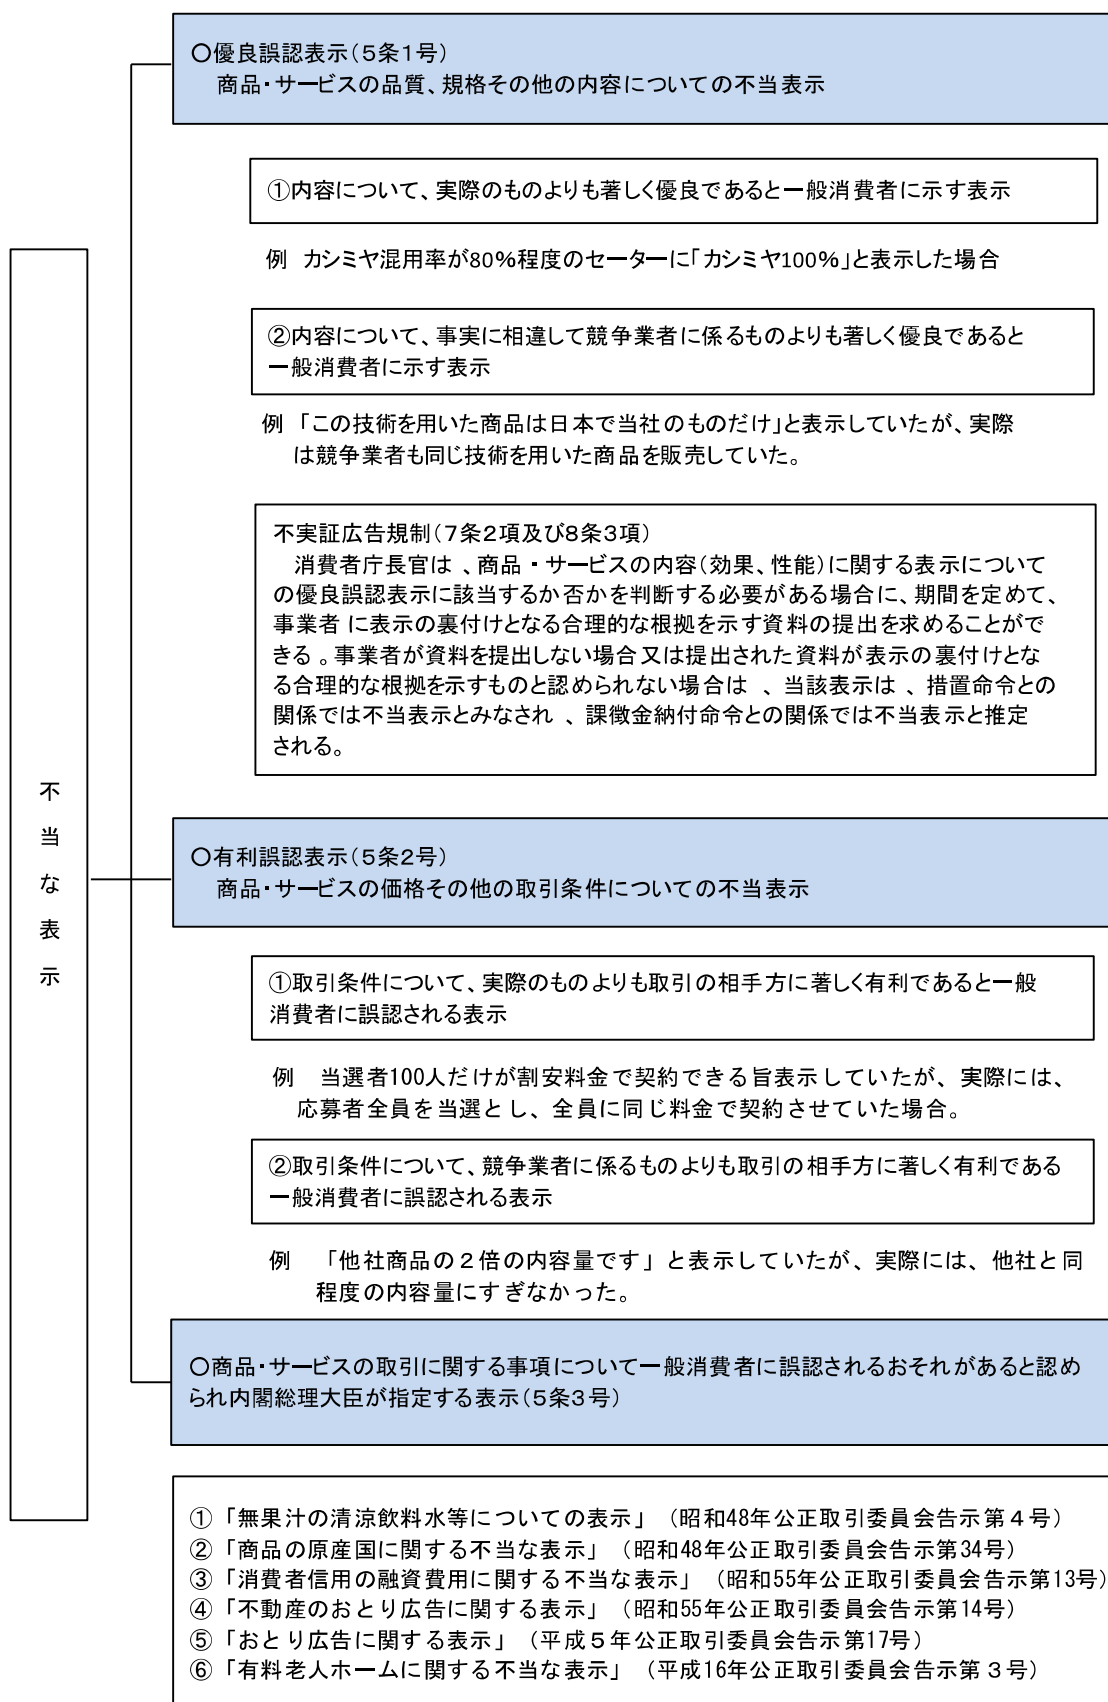 〇優良誤認表示（5条1号）
商品・サービスの品質、規格その他の内容についての不当表示
①内容について、実際のものよりも著しく優良であると一般消費者に示す表示
例 カシミヤ混用率が80％程度のセーターに「カシミヤ100％」と表示した場合
②内容について、事実に相違して競争業者に係るものよりも著しく優良であると
一般消費者に示す表示
例 「この技術を用いた商品は日本で当社のものだけ」と表示していたが、実際
は競争業者も同じ技術を用いた商品を販売していた。
不実証広告規制（7条2項及び8条3項）
消費者庁長官は 、商品 ・ サービスの内容（効果、性能）に関する表示について
の優良誤認表示に該当するか否かを判断する必要がある場合に、期間を定めて、
事業者 に表示の裏付けとなる合理的な根拠を示す資料の提出を求めることがで
きる 。事業者が資料を提出しない場合又は提出された資料が表示の裏付けとな
る合理的な根拠を示すものと認められない場合は 、当該表示は 、措置命令との
関係では不当表示とみなされ 、課徴金納付命令との関係では不当表示と推定
される。
不当な表示
〇有利誤認表示（5条2号）
商品・サービスの価格その他の取引条件についての不当表示
①取引条件について、実際のものよりも取引の相手方に著しく有利であると一般
消費者に誤認される表示
例 当選者100人だけが割安料金で契約できる旨表示していたが、実際には、
応募者全員を当選とし、全員に同じ料金で契約させていた場合。
②取引条件について、競争業者に係るものよりも取引の相手方に著しく有利である
一般消費者に誤認される表示
例 「他社商品の２倍の内容量です」と表示していたが、実際には、他社と同
程度の内容量にすぎなかった。
〇商品・サービスの取引に関する事項について一般消費者に誤認されるおそれがあると認め
られ内閣総理大臣が指定する表示（5条3号）
①「無果汁の清涼飲料水等についての表示」（昭和48年公正取引委員会告示第４号）
②「商品の原産国に関する不当な表示」（昭和48年公正取引委員会告示第34号）
③「消費者信用の融資費用に関する不当な表示」（昭和55年公正取引委員会告示第13号）
④「不動産のおとり広告に関する表示」（昭和55年公正取引委員会告示第14号）
⑤「おとり広告に関する表示」（平成５年公正取引委員会告示第17号）
⑥「有料老人ホームに関する不当な表示」（平成16年公正取引委員会告示第３号）